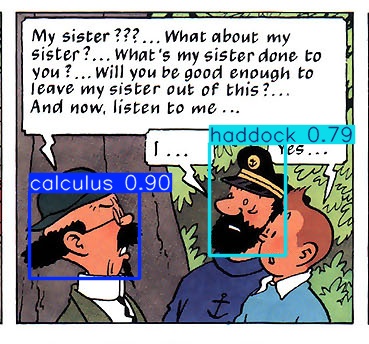 My sister ???... What about my
sister?... What's my sister done to
you?... Will you be good enough to
leave my sister out of this?...
And now, listen to me ...
I ...
haddock 0.79
Yes...
calculus 0.90